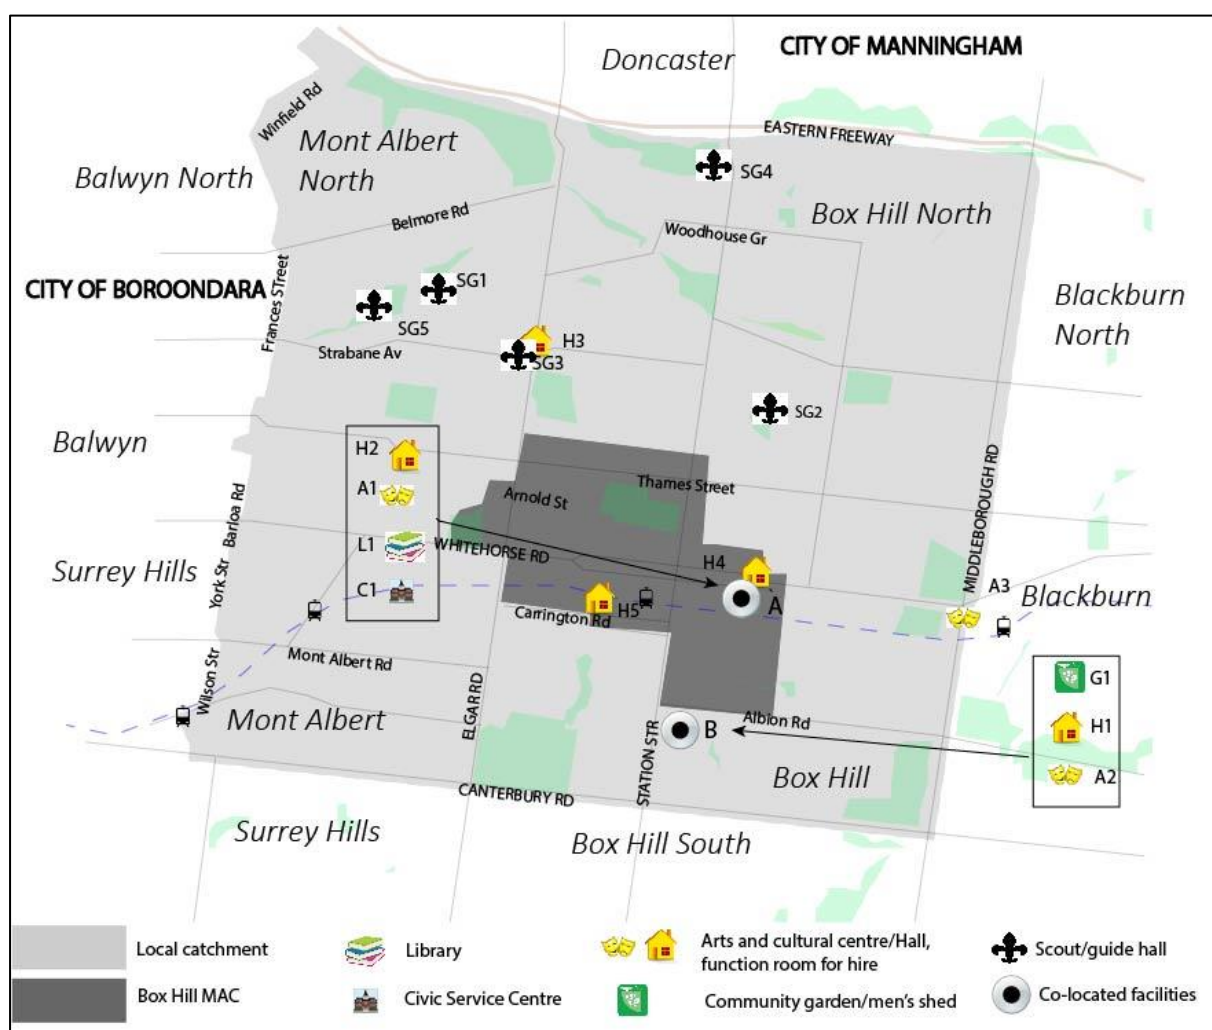 CITY OF MANNINGHAM
Doncaster
Winfield Rd
EASTERN FREEWAY
Mont Albert
North
Balwyn North
SG4
Box Hill North
Belmore Rd
Woodhouse Gr
CITY OF BOROONDARA
Frances STreet
SG1
SG5
Blackburn
North
Strabane Av
H3
SG3
SG2
Balwyn
H2
A1
L1
C1
Thames Street
Arnold St
MIDDLEBOROUGH RD
Barloa Rd
York Str
Surrey Hills
WHITEHORSE RD
H4
A
H5
A3
Blackburn
Carrington Rd
Mont Albert Rd
Wilson Str
Mont Albert
ELGAR RD
STATION STR
B
Albion Rd
G1
H1
A2
Box Hill
CANTERBURY RD
Surrey Hills
Box Hill South
Local catchment
Library
Arts and cultural centre/Hall,
function room for hire
Scout/guide hall
Box Hill MAC
Civic Service Centre
Community garden/men's shed
Co-located facilities